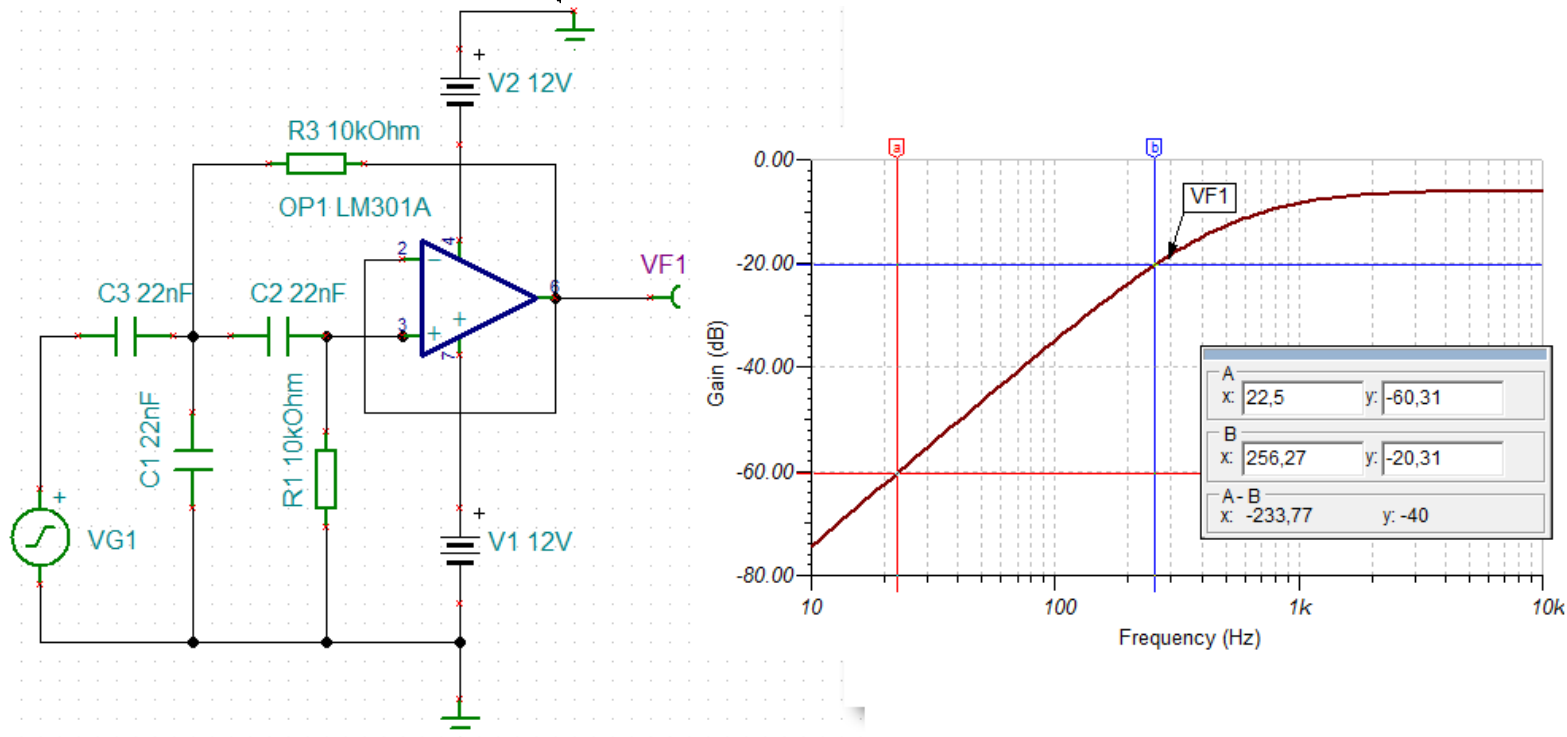 +
V2 12V
R3 10kOhm
OP1 LM301A
4
2
−
VF1
6
C3 22nF
C2 22nF
3
+
+
7
C1 22nF
R1 10kOhm
+
VG1
+
V1 12V
a
b
0.00
VF1
-20.00
-40.00
-60.00
-80.00
Gain (dB)
10
100
1k
10k
Frequency (Hz)
A
x: 22,5 y: -60,31
B
x: 256,27 y: -20,31
A - B
x: -233,77 y: -40